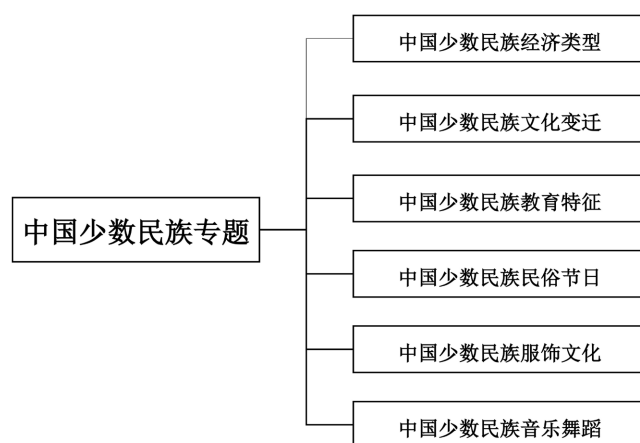 中国少数民族专题
中国少数民族经济类型
中国少数民族文化变迁
中国少数民族教育特征
中国少数民族民俗节日
中国少数民族服饰文化
中国少数民族音乐舞蹈